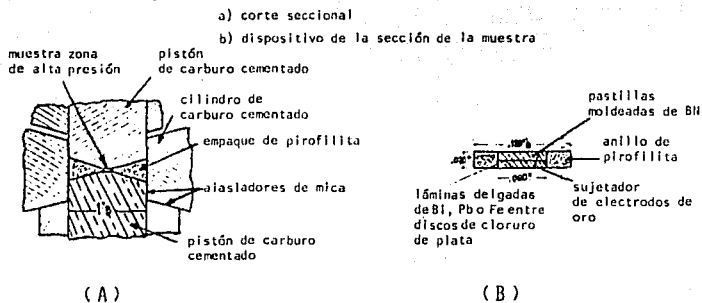 a) corte seccional
b) dispositivo de la sección de la muestra
muestra zona
de alta presión
pistón
de carburo cementado
cilindro de
carburo cementado
empaque de pirofilita
aiasladores de mica
pistón de carburo
cementado
(A)
pastillas
moldeadas de BN
anillo de
pirofilita
.060"
sujetador
de electrodos de
oro
láminas delgadas
de Bi, Pb o Fe entre
discos de cloruro
de plata
(B)